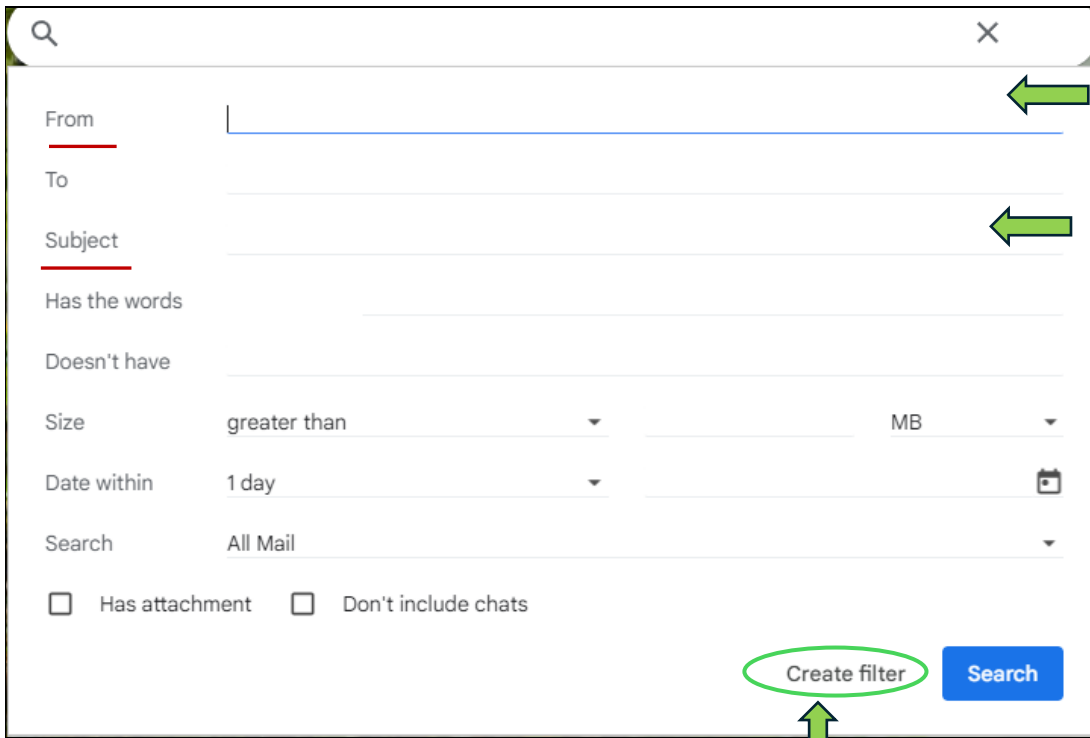 From
To
Subject
Has the words
Doesn't have
Size greater than MB
Date within 1 day
Search All Mail
Has attachment Don't include chats
Create filter Search